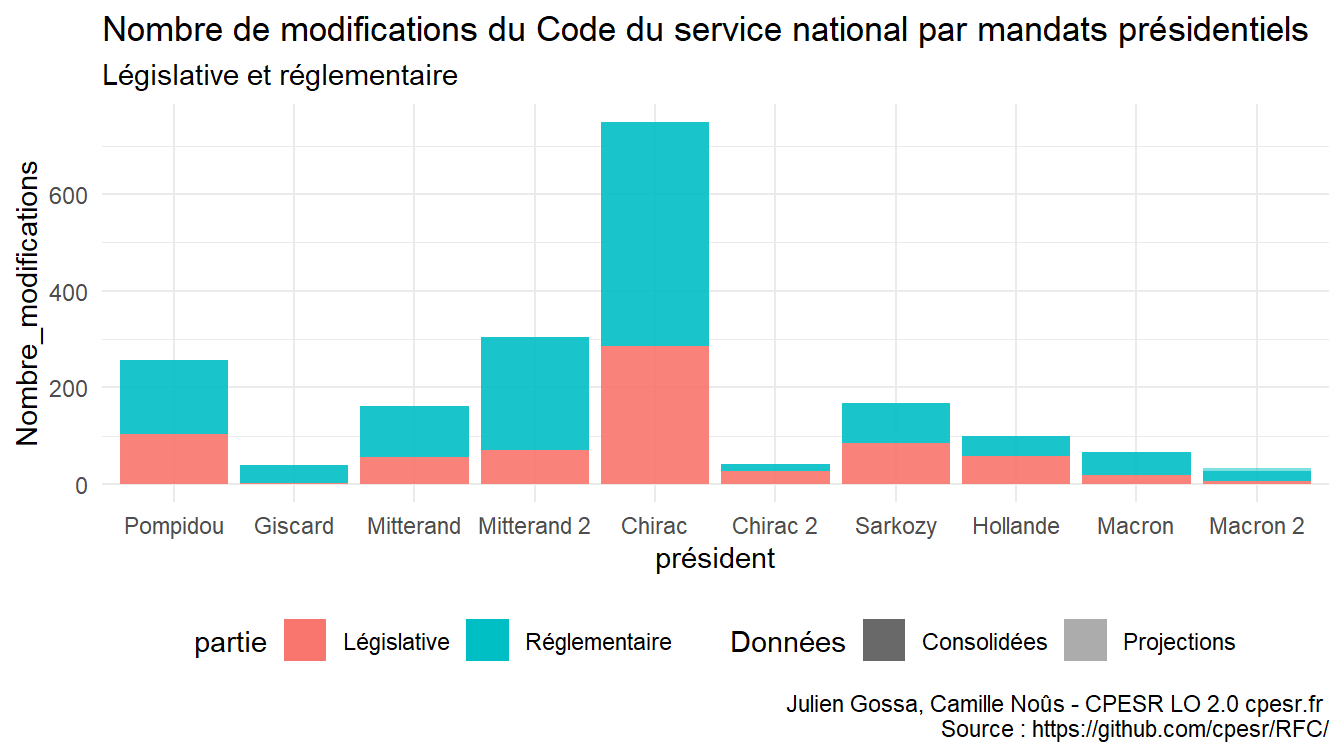 Nombre de modifications du Code du service national par mandats présidentiels
Législative et réglementaire
Nombre_modifications
600
400
200
0
Pompidou Giscard Mitterand Mitterand 2 Chirac Chirac 2 Sarkozy Hollande Macron Macron 2
président
partie Législative Réglementaire Données Consolidées Projections
Julien Gossa, Camille Noûs - CPESR LO 2.0 cpesr.fr
Source : https://github.com/cpesr/RFC/